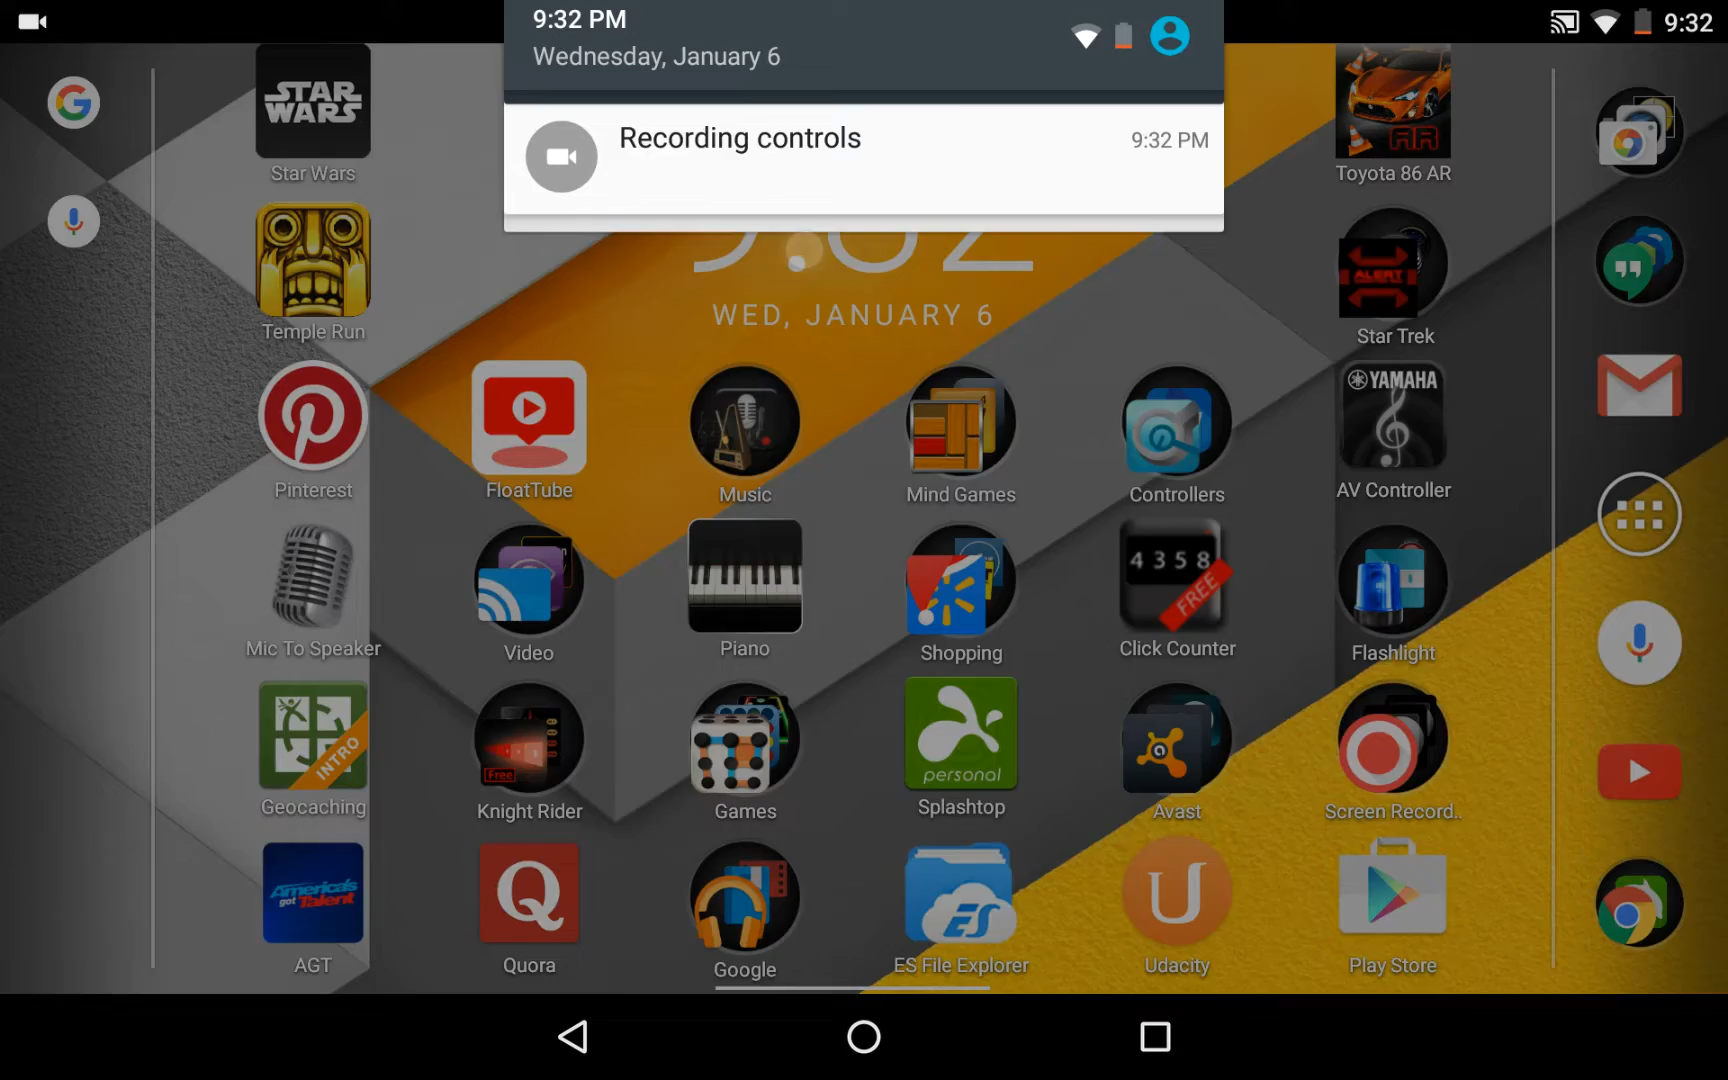 9:32 PM
Wednesday, January 6
9:32
Recording controls
9:32 PM
STAR
WARS
Star Wars
AR
Toyota 86 AR
WED, JANUARY 6
Temple Run
ALERT
Star Trek
Pinterest
FloatTube
Music
Mind Games
Controllers
YAMAHA
AV Controller
Mic To Speaker
Video
Piano
Shopping
4358
FREE
Click Counter
Flashlight
INTRO
Geocaching
Free
Knight Rider
Games
personal
Splashtop
Avast
Screen Record..
America's
got Talent
AGT
Quora
Google
ES
ES File Explorer
Udacity
Play Store